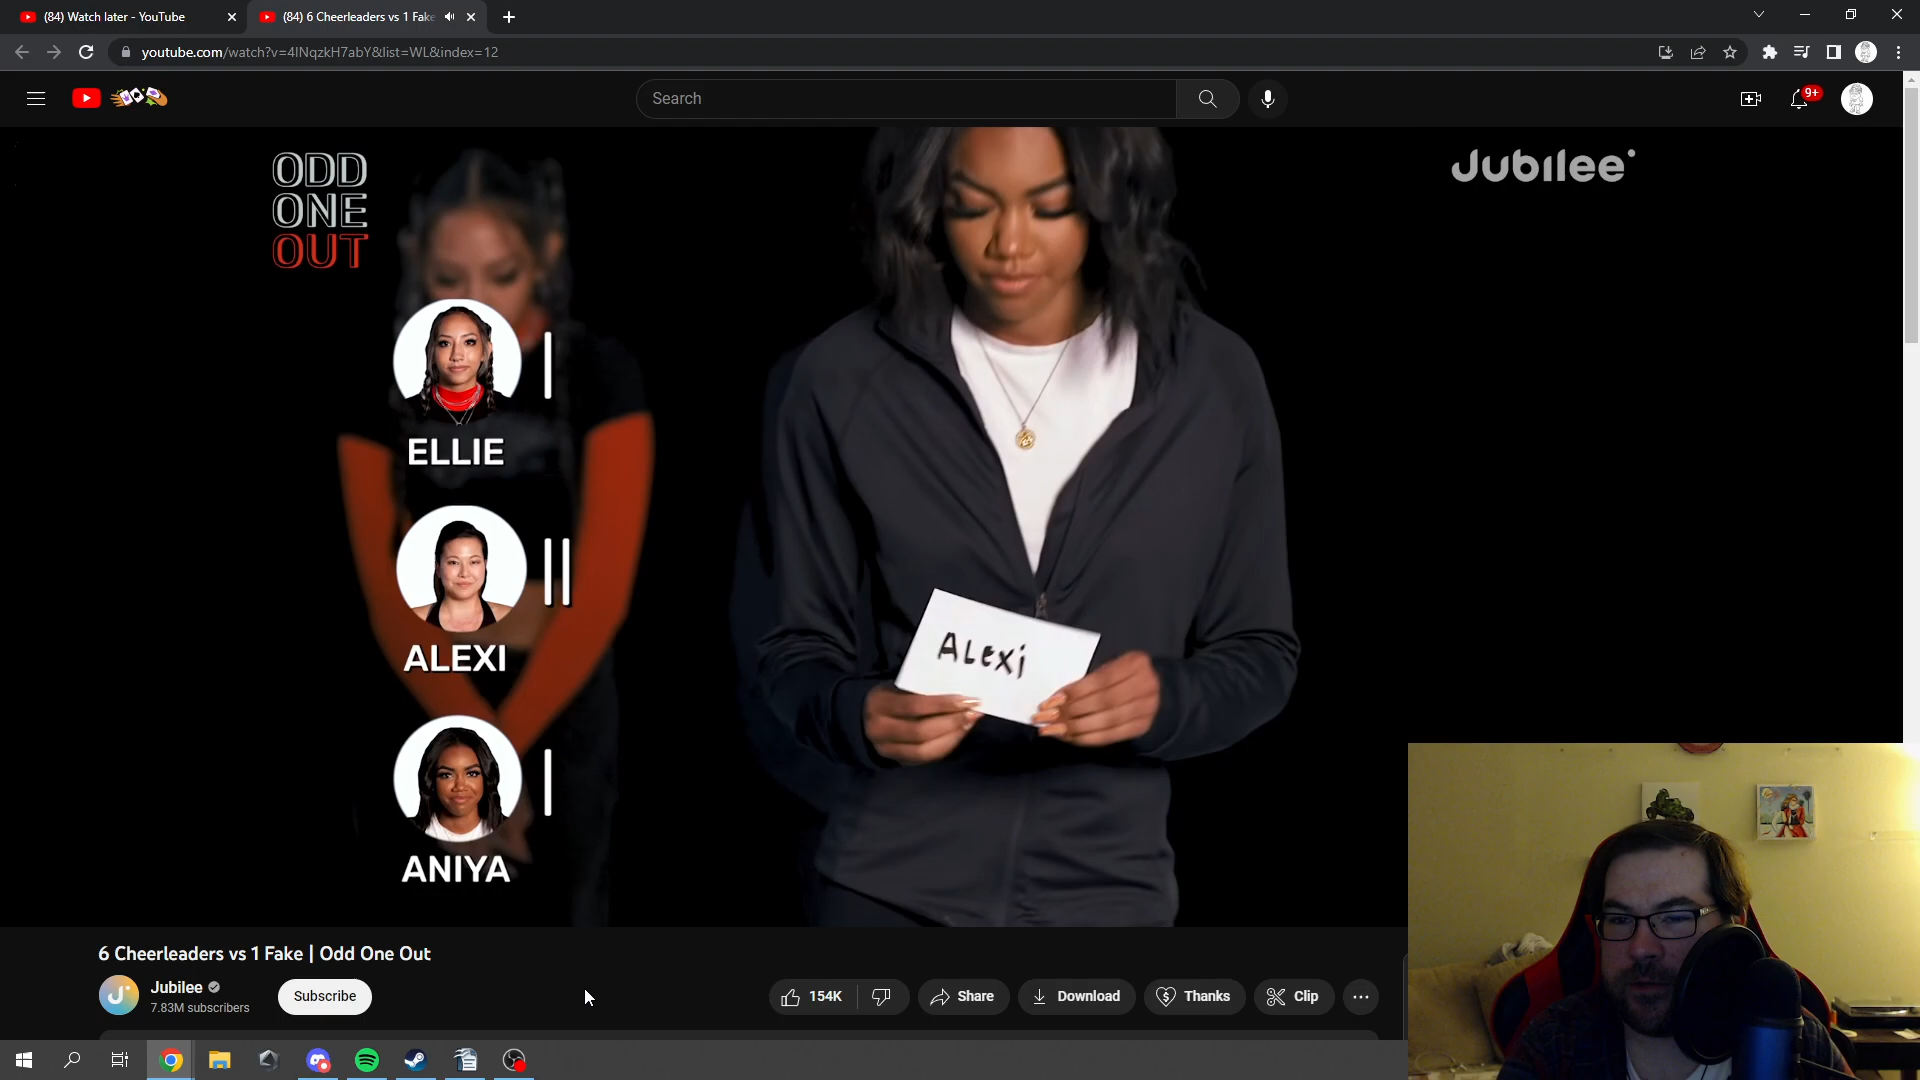 (84) Watch later - YouTube
(84) 6 Cheerleaders vs 1 Fake
youtube.com/watch?v=4lNqzkH7abY&list=WL&index=12
Search
9+
ODD
ONE
OUT
Jubilee
ELLIE
ALEXI
ANIYA
Alexi
6 Cheerleaders vs 1 Fake | Odd One Out
Jubilee
7.83M subscribers
Subscribe
154K
Share
Download
Thanks
Clip